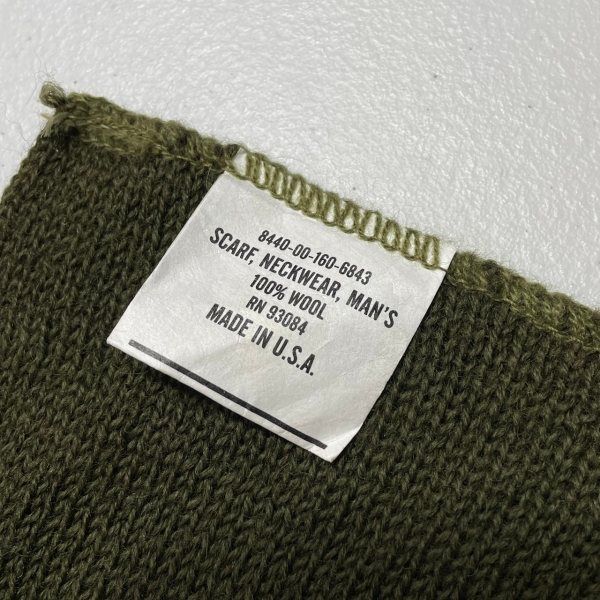 8440-00-160-6843
SCARF, NECKWEAR, MAN'S
100% WOOL
RN 93084
MADE IN U.S.A.